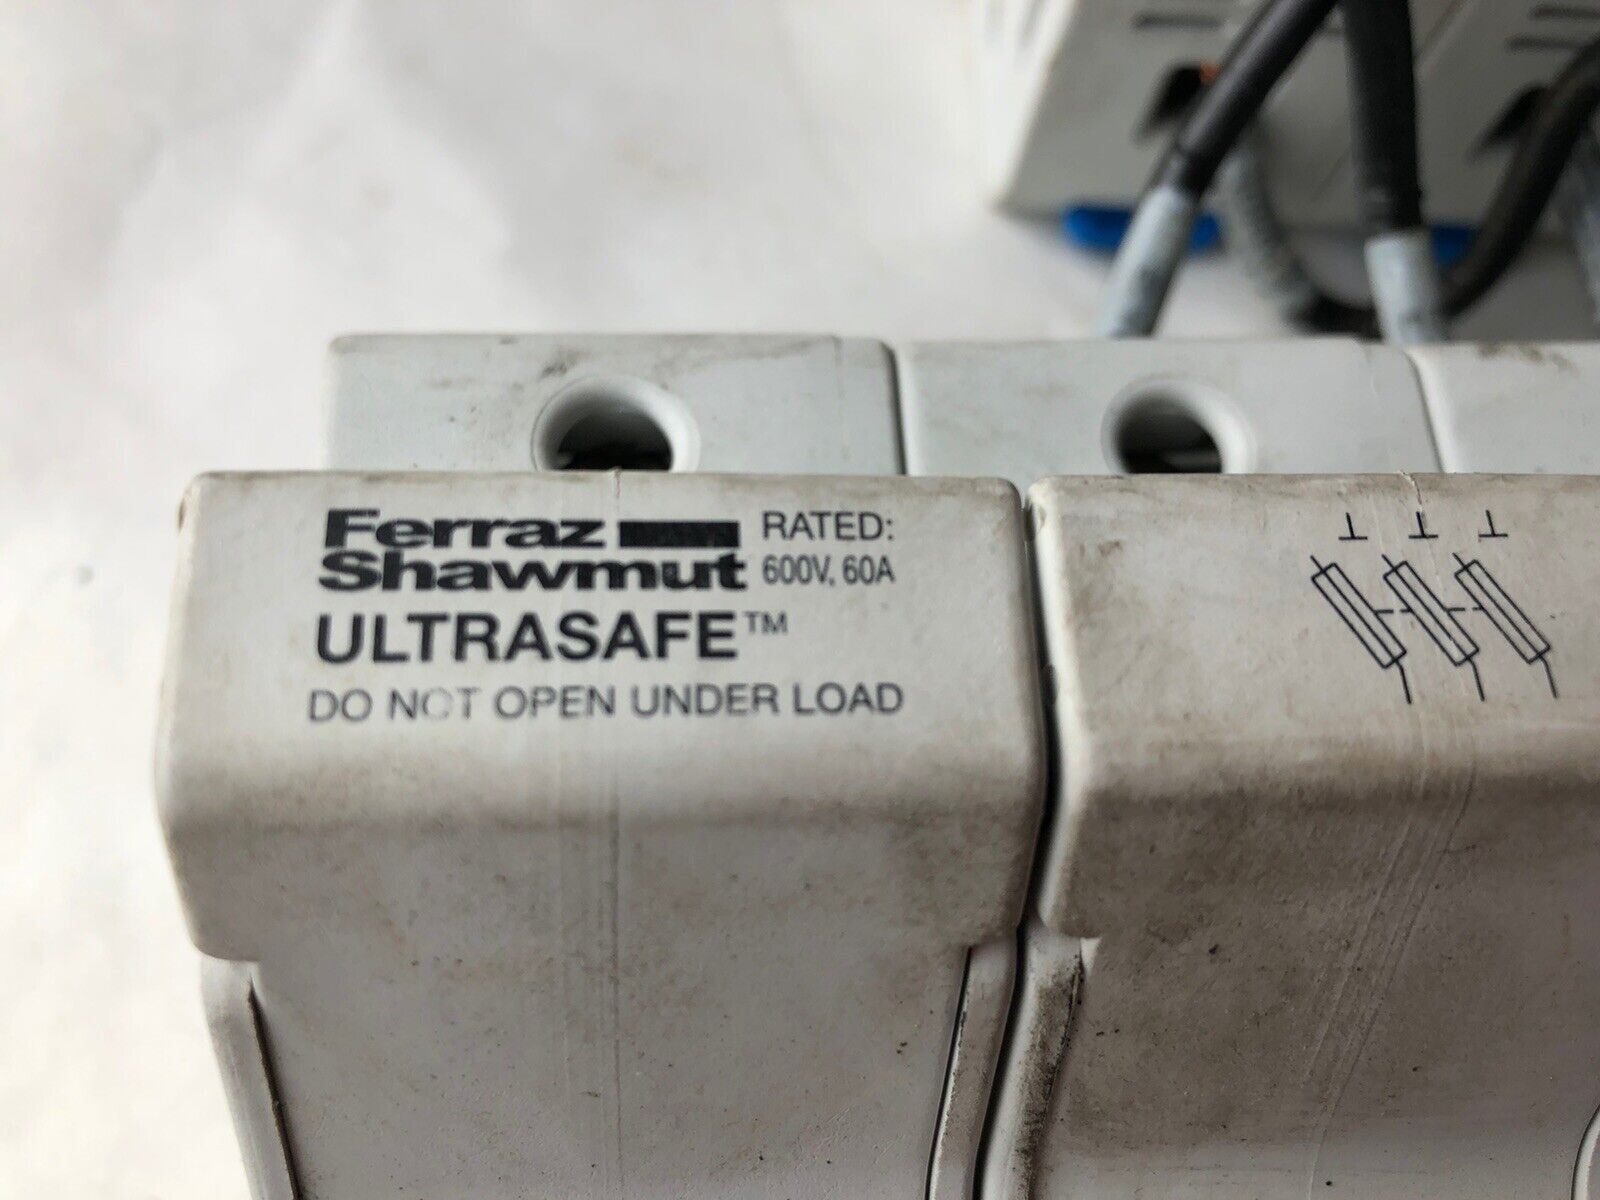 Ferraz
Shawmut
RATED:
600V, 60A
ULTRASAFE™
DO NOT OPEN UNDER LOAD